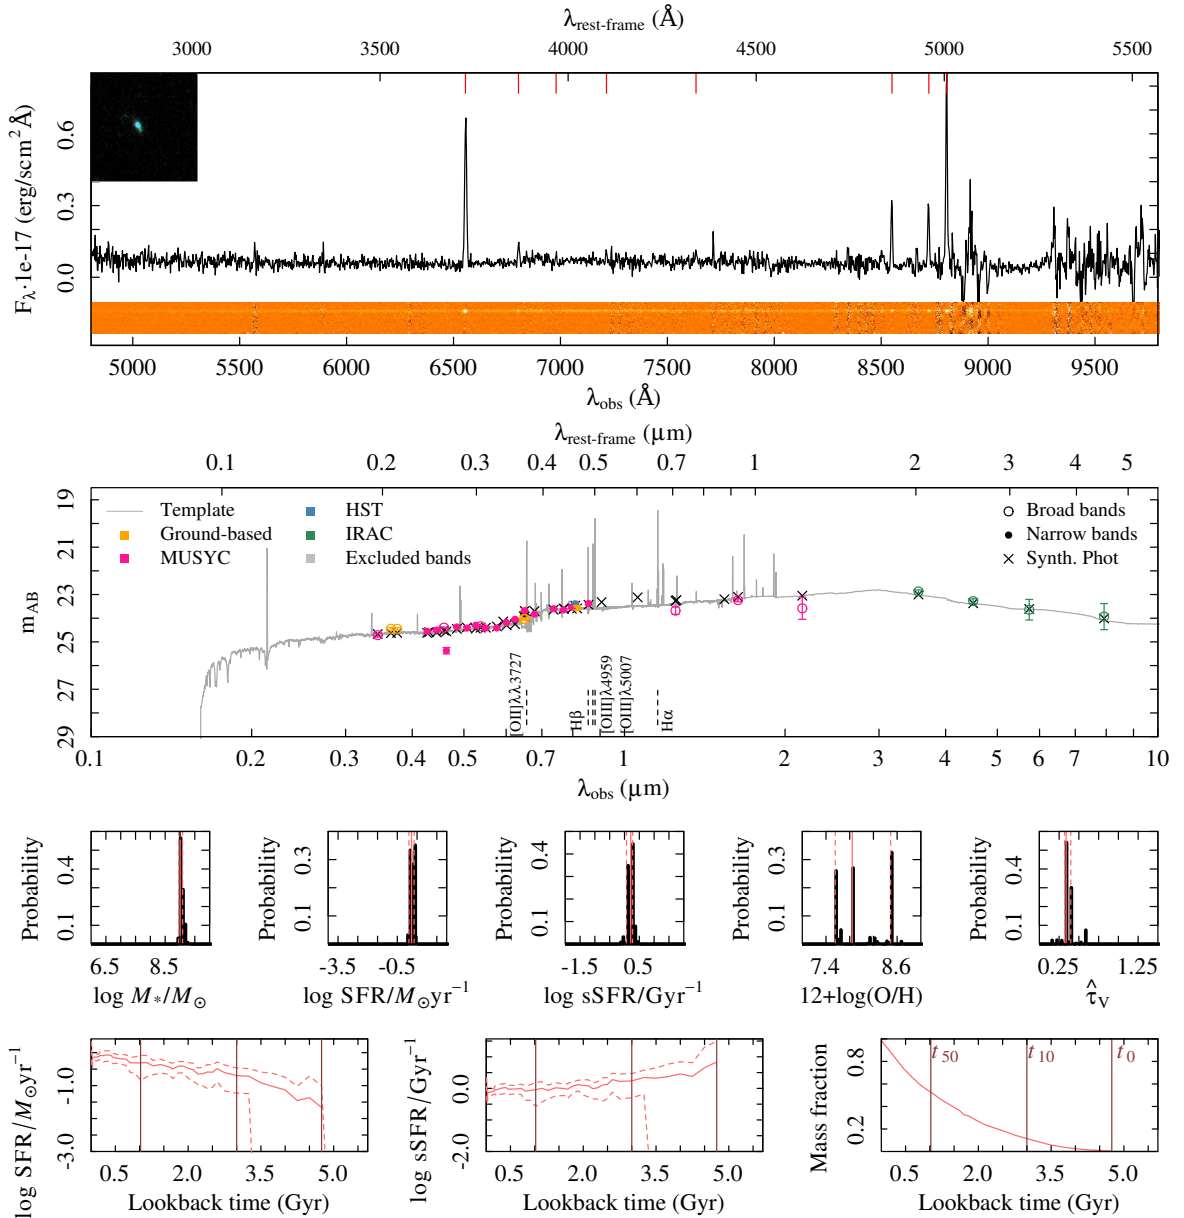 λrest-frame (Å)
3000 3500 4000 4500 5000 5500
F_λ·1e-17 (erg/scm² Å)
0.0 0.3 0.6
5000 5500 6000 6500 7000 7500 8000 8500 9000 9500
λobs (Å)
λrest-frame (μm)
0.1 0.2 0.3 0.4 0.5 0.7 1 2 3 4 5
m_AB
19
21
23
25
27
29
Template
Ground-based
MUSYC
HST
IRAC
Excluded bands
Broad bands
Narrow bands
Synth. Phot
[OII]λλ3727
Hβ
[OIII]λ4959
[OIII]λ5007
Hα
0.1 0.2 0.3 0.4 0.5 0.7 1 2 3 4 5 6 7 10
λobs (μm)
Probability
0.1 0.4
6.5 8.5
log M*/M⊙
Probability
0.1 0.3
-3.5 -0.5
log SFR/M⊙yr⁻¹
Probability
0.1 0.4
-1.5 0.5
log sSFR/Gyr⁻¹
Probability
0.1 0.3
7.4 8.6
12+log(O/H)
Probability
0.1 0.4
0.25 1.25
τ̂_V
log SFR/M⊙yr⁻¹
-3.0 -1.0
0.5 2.0 3.5 5.0
Lookback time (Gyr)
log sSFR/Gyr⁻¹
-2.0 0.0
0.5 2.0 3.5 5.0
Lookback time (Gyr)
Mass fraction
0.2 0.8
t50 t10 t0
0.5 2.0 3.5 5.0
Lookback time (Gyr)